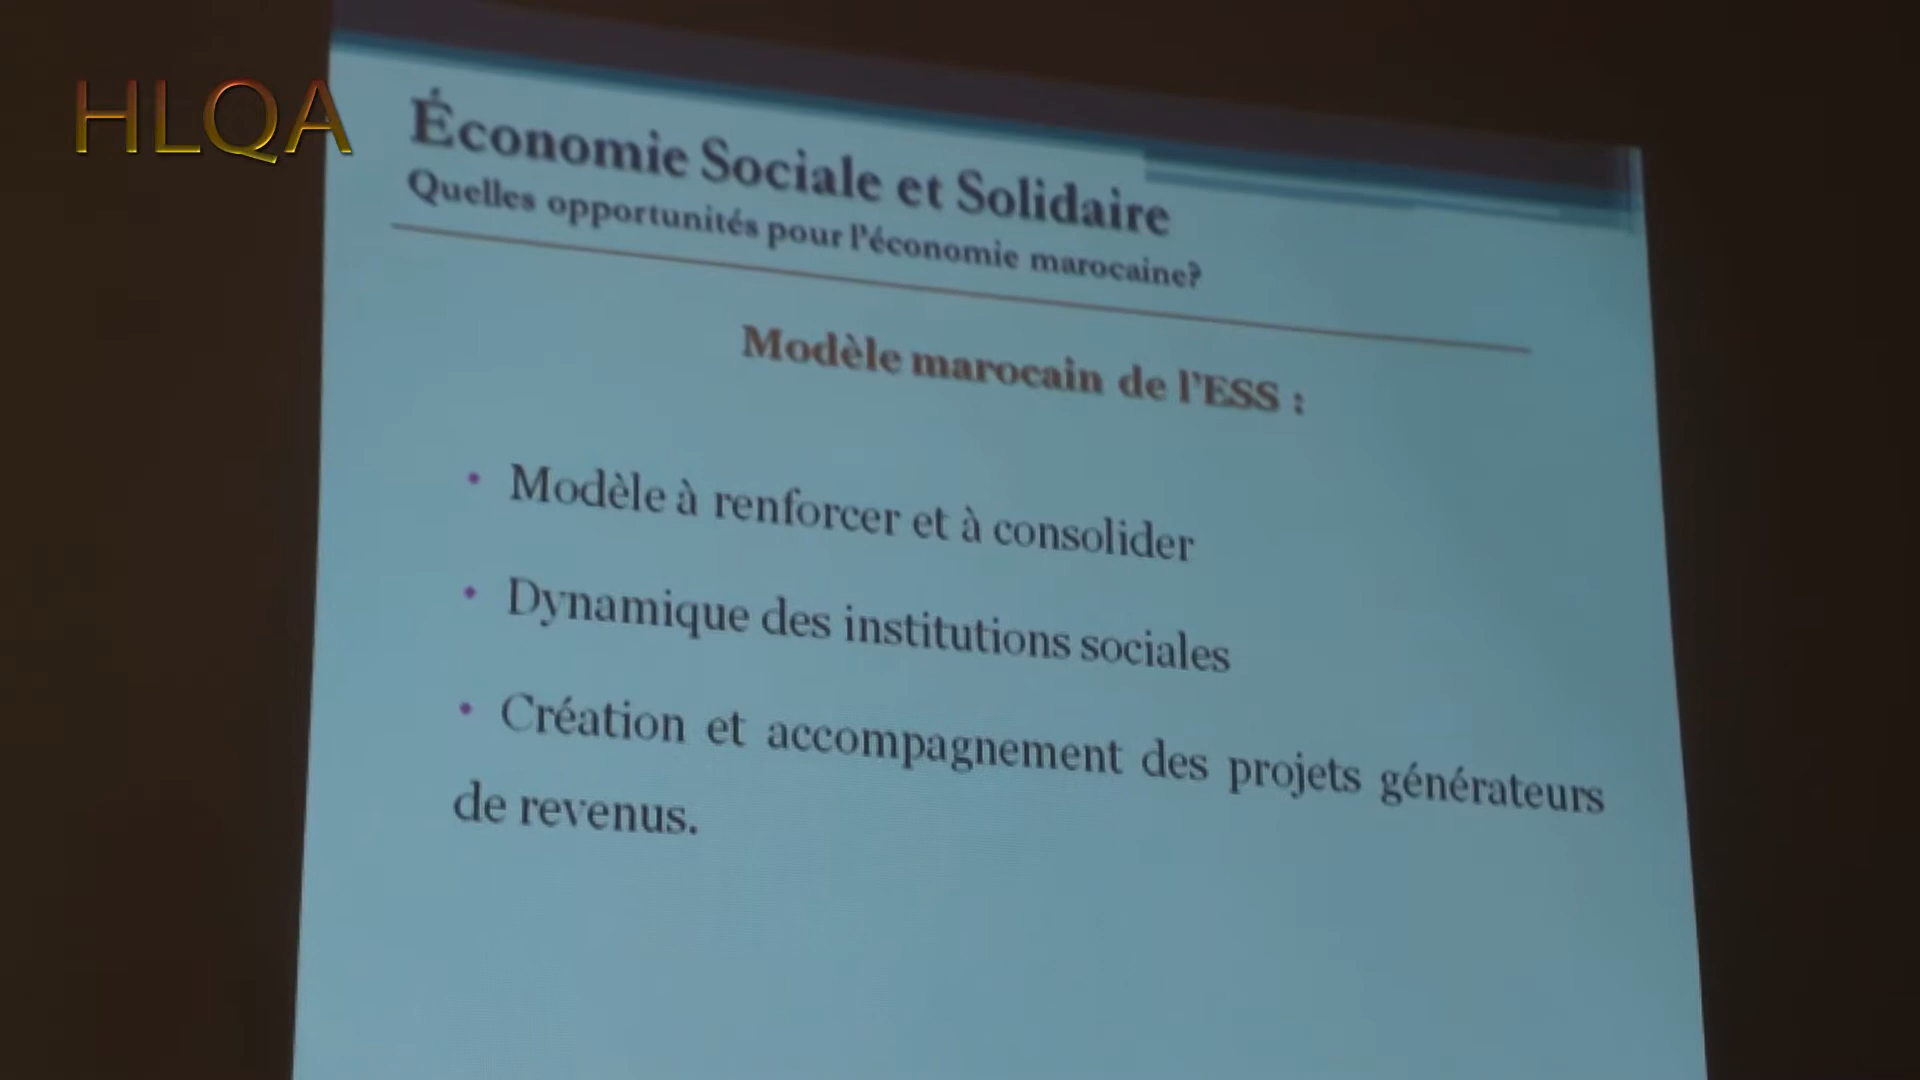 HLQA
Économie Sociale et Solidaire
Quelles opportunités pour l'économie marocaine?
Modèle marocain de l'ESS :
• Modèle à renforcer et à consolider
• Dynamique des institutions sociales
• Création et accompagnement des projets générateurs
de revenus.